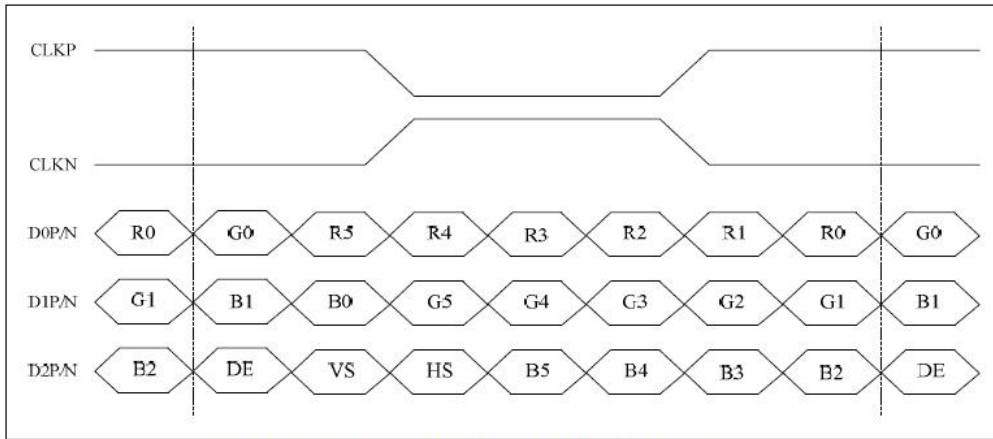 CLKP
CLKN
D0P/N R0 G0 R5 R4 R3 R2 R1 R0 G0
D1P/N G1 B1 B0 G5 G4 G3 G2 G1 B1
D2P/N B2 DE VS HS B5 B4 B3 B2 DE